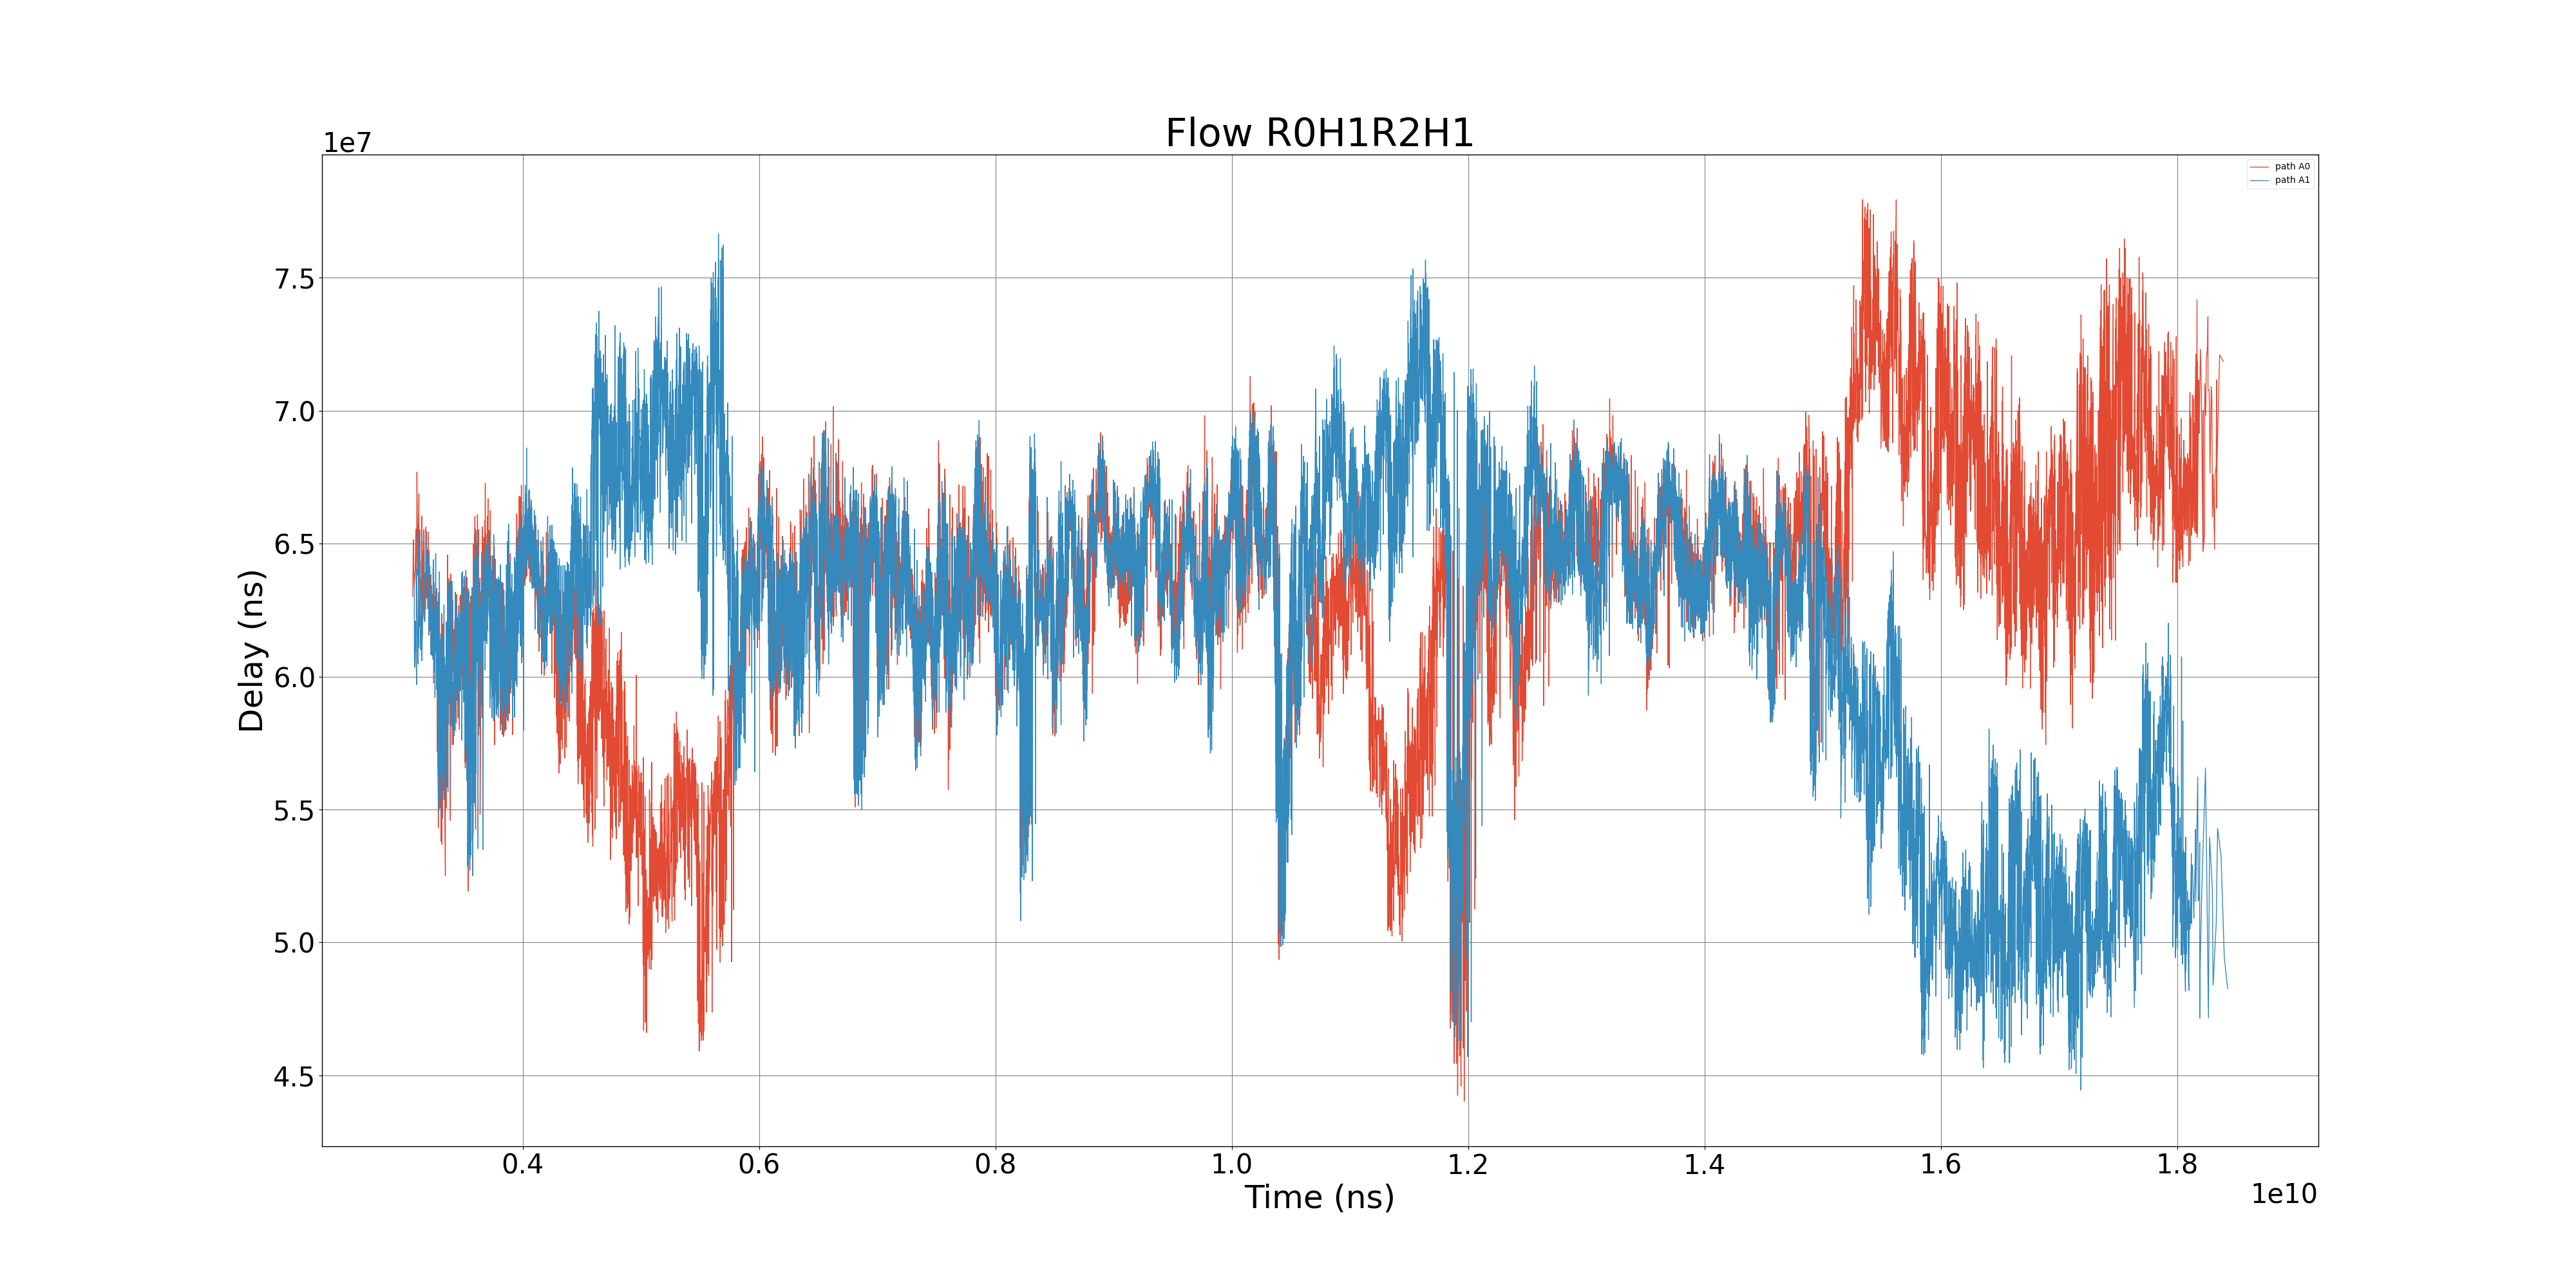 Flow R0H1R2H1
1e7
path A0
path A1
7.5
7.0
6.5
6.0
5.5
5.0
4.5
Delay (ns)
0.4 0.6 0.8 1.0 1.2 1.4 1.6 1.8
Time (ns)
1e10